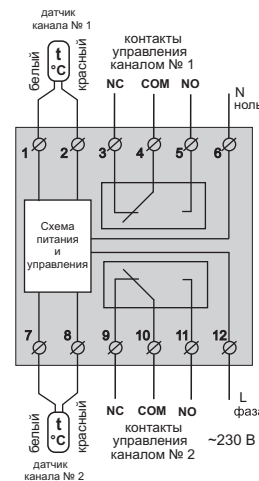 датчик
канала № 1
белый
t
°C
красный
контакты
управления
каналом № 1
NC COM NO
N
ноль
1 2 3 4 5 6
Схема
питания
и
управления
7 8 9 10 11 12
белый
t
°C
красный
датчик
канала № 2
NC COM NO
контакты
управления
каналом № 2
L
фаза
~230 В